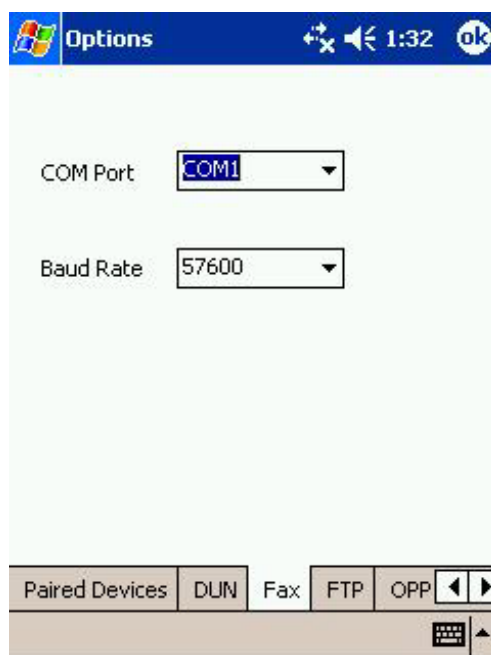 Options 1:32 ok
COM Port COM1
Baud Rate 57600
Paired Devices DUN Fax FTP OPP